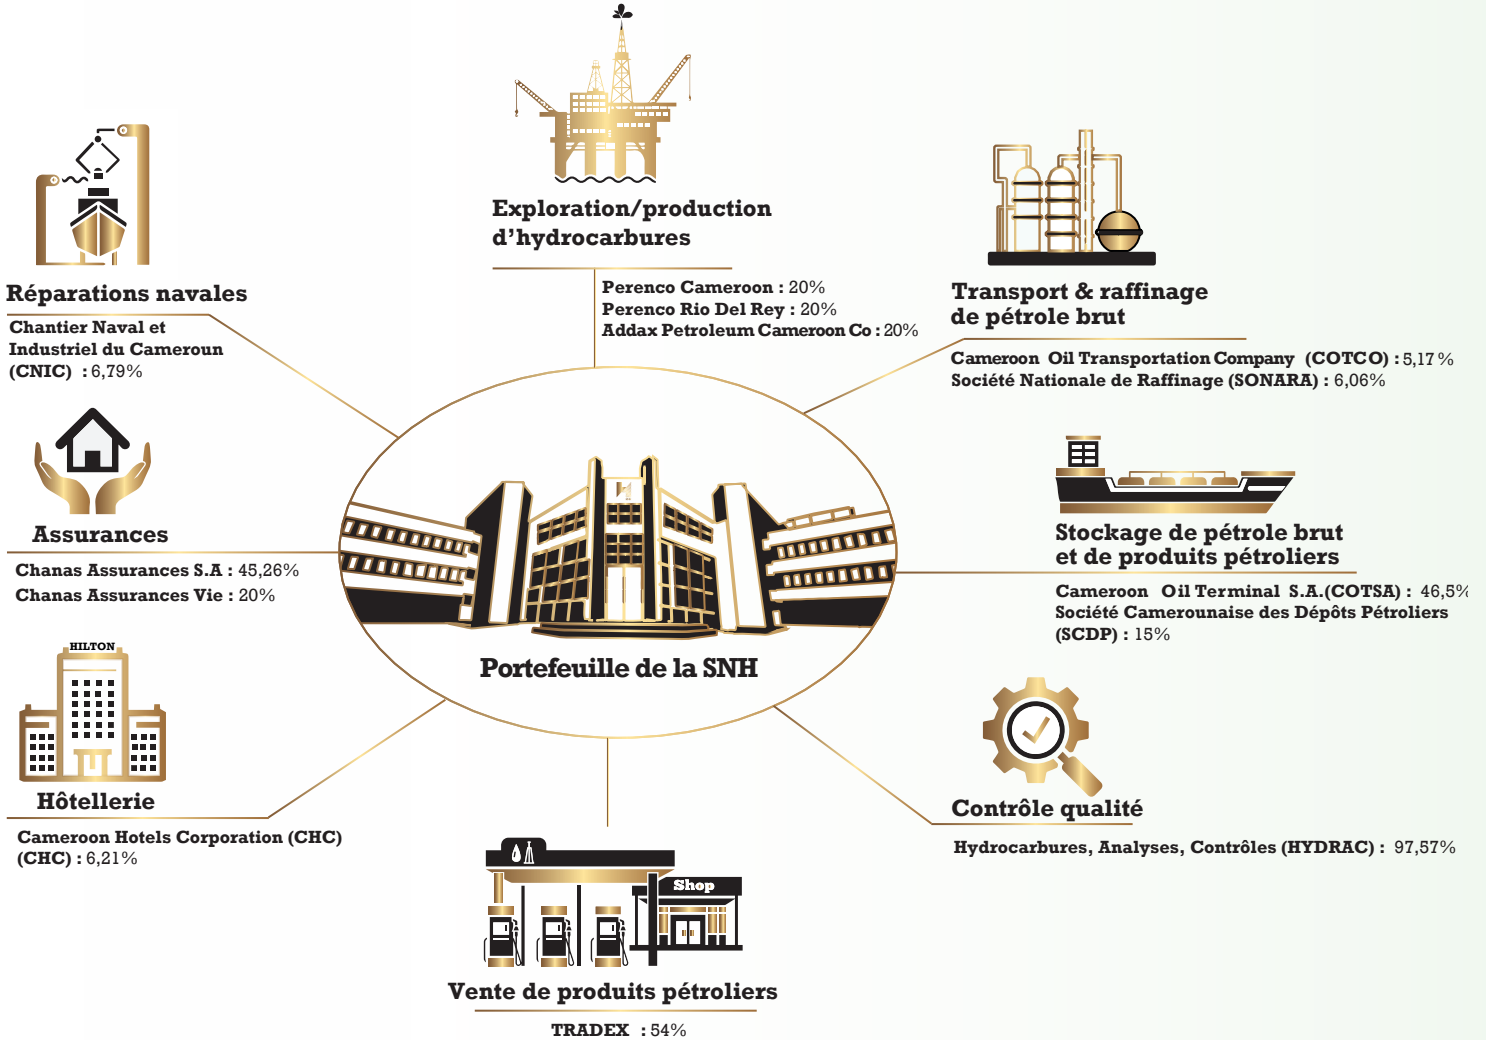 Exploration/production
d'hydrocarbures
Perenco Cameroon : 20%
Perenco Rio Del Rey : 20%
Addax Petroleum Cameroon Co : 20%
Réparations navales
Chantier Naval et
Industriel du Cameroun
(CNIC) : 6,79%
Transport & raffinage
de pétrole brut
Cameroon Oil Transportation Company (COTCO) : 5,17 %
Société Nationale de Raffinage (SONARA) : 6,06%
Assurances
Chanas Assurances S.A : 45,26%
Chanas Assurances Vie : 20%
Stockage de pétrole brut
et de produits pétroliers
Cameroon Oil Terminal S.A.(COTSA) : 46,5%
Société Camerounaise des Dépôts Pétroliers
(SCDP) : 15%
Portefeuille de la SNH
HILTON
Hôtellerie
Cameroon Hotels Corporation (CHC)
(CHC) : 6,21%
Contrôle qualité
Hydrocarbures, Analyses, Contrôles (HYDRAC) : 97,57%
Shop
Vente de produits pétroliers
TRADEX : 54%